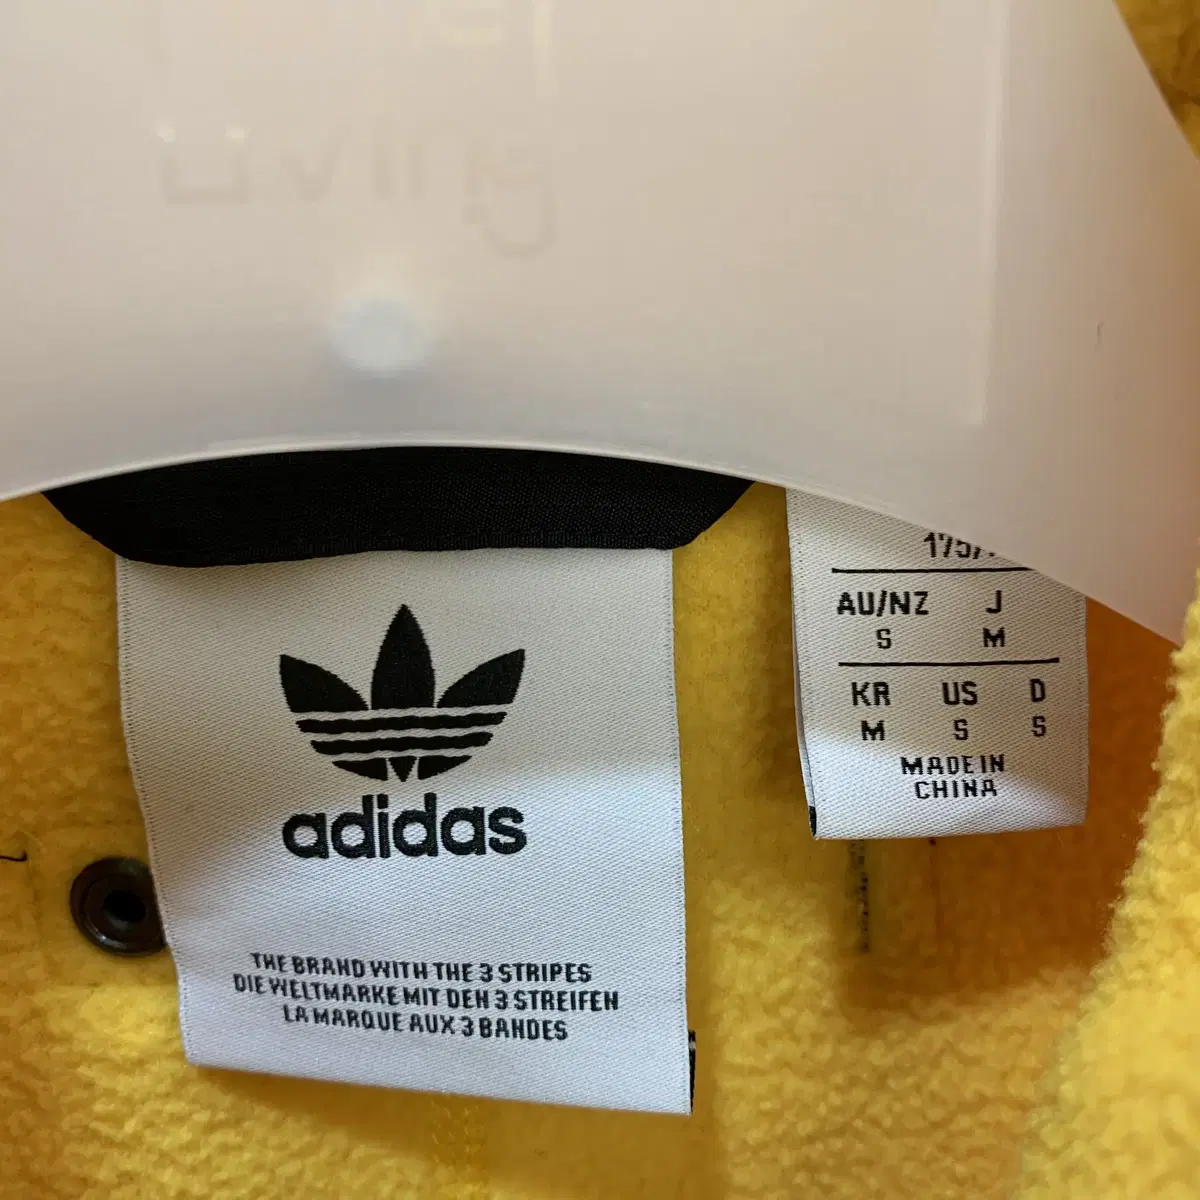 Living
adidas
THE BRAND WITH THE 3 STRIPES
DIE WELTMARKE MIT DEN 3 STREIFEN
LA MARQUE AUX 3 BANDES
AU/NZ J
S M
KR US D
M S S
MADE IN
CHINA